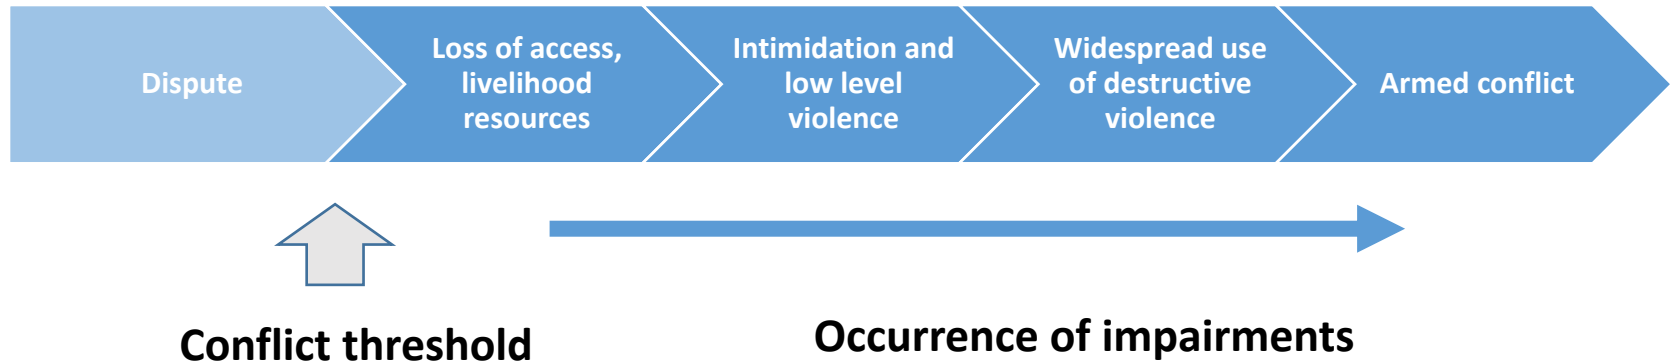 Dispute
Loss of access,
livelihood
resources
Intimidation and
low level
violence
Widespread use
of destructive
violence
Armed conflict
Conflict threshold
Occurrence of impairments